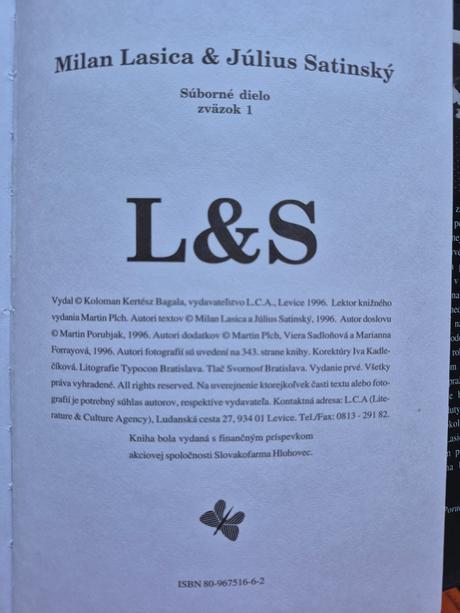 Milan Lasica & Július Satinský
Súborné dielo
zväzok 1
L&S
Vydal © Koloman Kertész Bagala, vydavateľstvo L.C.A., Levice 1996. Lektor knižného
vydania Martin Plch. Autori textov © Milan Lasica a Július Satinský, 1996. Autor doslovu
© Martin Porubjak, 1996. Autori dodatkov © Martin Plch, Viera Sadloňová a Marianna
Forrayová, 1996. Autori fotografií sú uvedení na 343. strane knihy. Korektúry Iva Kadle-
číková. Litografie Typocon Bratislava. Tlač Svornosť Bratislava. Vydanie prvé. Všetky
práva vyhradené. All rights reserved. Na uverejnenie ktorejkoľvek časti textu alebo foto-
grafií je potrebný súhlas autorov, respektíve vydavateľa. Kontaktná adresa: L.C.A (Lite-
rature & Culture Agency), Ludanská cesta 27, 934 01 Levice. Tel./Fax: 0813 - 291 82.
Kniha bola vydaná s finančným príspevkom
akciovej spoločnosti Slovakofarma Hlohovec.
ISBN 80-967516-6-2